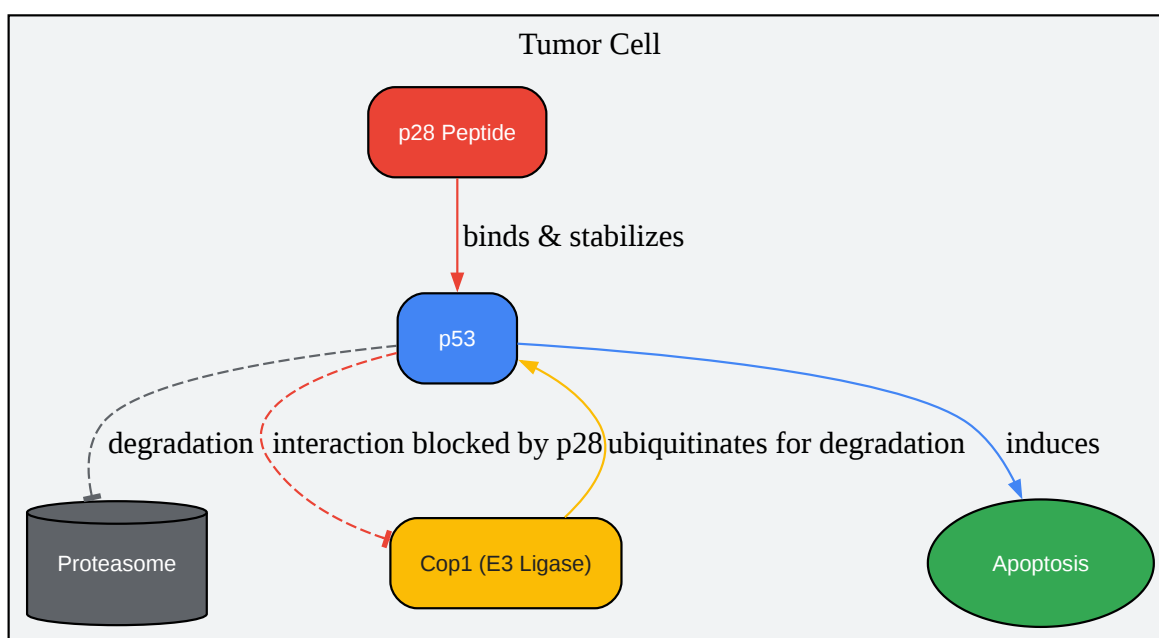 Tumor Cell
p28 Peptide
binds & stabilizes
p53
degradation
interaction blocked by p28
ubiquitinates for degradation
induces
Proteasome
Cop1 (E3 Ligase)
Apoptosis